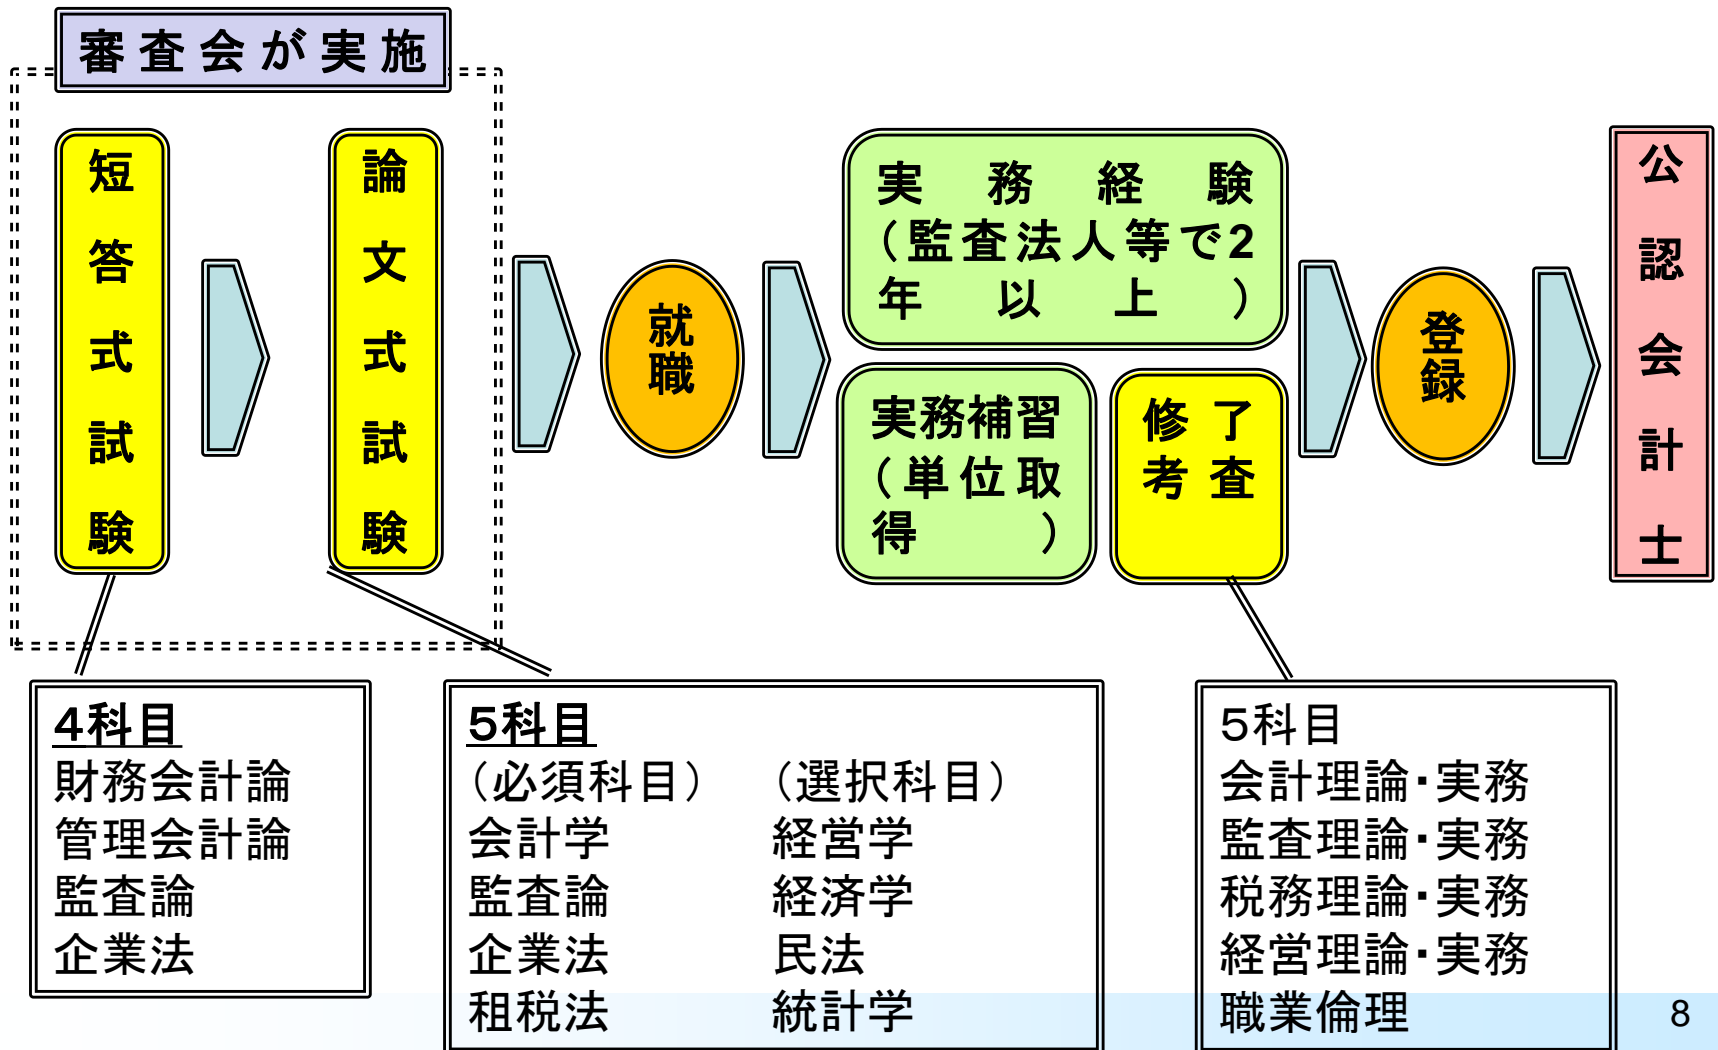 審査会が実施
短答式試験
論文式試験
就職
実務経験
（監査法人等で2
年以上）
実務補習
（単位取
得）
修了
考査
登録
公認会計士
４科目
財務会計論
管理会計論
監査論
企業法
５科目
（必須科目）　（選択科目）
会計学　経営学
監査論　経済学
企業法　民法
租税法　統計学
５科目
会計理論・実務
監査理論・実務
税務理論・実務
経営理論・実務
職業倫理
8